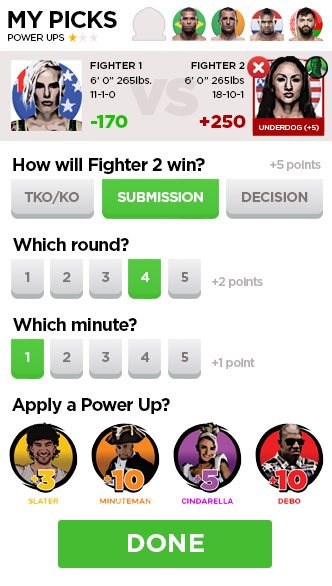 MY PICKS
POWER UPS
FIGHTER 1
6' 0" 265lbs.
11-1-0
-170
VS
FIGHTER 2
6' 0" 265lbs.
18-10-1
+250
UNDERDOG (+5)
How will Fighter 2 win?
+5 points
TKO/KO
SUBMISSION
DECISION
Which round?
1 2 3 4 5
+2 points
Which minute?
1 2 3 4 5
+1 point
Apply a Power Up?
+3 +10 +5 +10
SLATER MINUTEMAN CINDARELLA DEBO
DONE